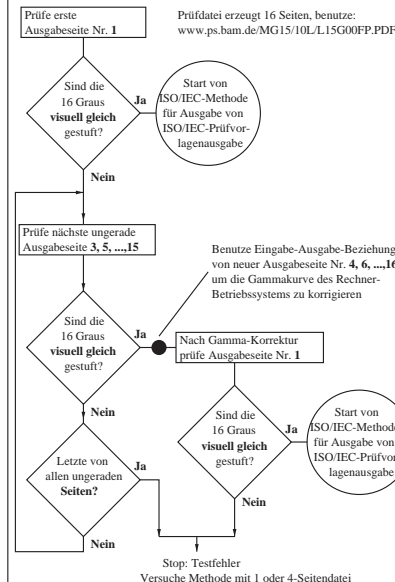 Prüfe erste
Ausgabeseite Nr. 1
Prüfdatei erzeugt 16 Seiten, benutze:
www.ps.bam.de/MG15/10L/L15G00FP.PDF
Sind die
16 Graus
visuell gleich
gestuft?
Ja
Start von
ISO/IEC-Methode
für Ausgabe von
ISO/IEC-Prüfvor-
lagenausgabe
Nein
Prüfe nächste ungerade
Ausgabeseite 3, 5, ...,15
Benutze Eingabe-Ausgabe-Beziehung
von neuer Ausgabeseite Nr. 4, 6, ...,16
um die Gammakurve des Rechner-
Betriebssystems zu korrigieren
Sind die
16 Graus
visuell gleich
gestuft?
Ja
Nach Gamma-Korrektur
prüfe Ausgabeseite Nr. 1
Nein
Sind die
16 Graus
visuell gleich
gestuft?
Ja
Start von
ISO/IEC-Methode
für Ausgabe von
ISO/IEC-Prüfvor-
lagenausgabe
Letzte von
allen ungeraden
Seiten?
Ja
Nein
Nein
Stop: Testfehler
Versuche Methode mit 1 oder 4-Seitendatei